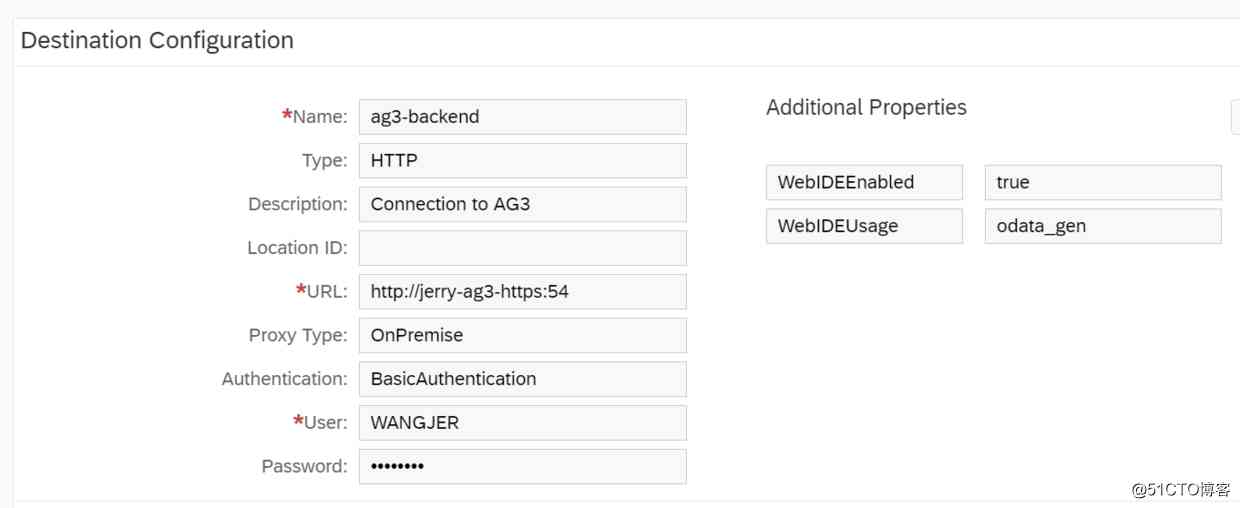 Destination Configuration
*Name: ag3-backend
Type: HTTP
Description: Connection to AG3
Location ID:
*URL: http://jerry-ag3-https:54
Proxy Type: OnPremise
Authentication: BasicAuthentication
*User: WANGJER
Password: ••••••••
Additional Properties
WebIDEEnabled true
WebIDEUsage odata_gen
@51CTO博客